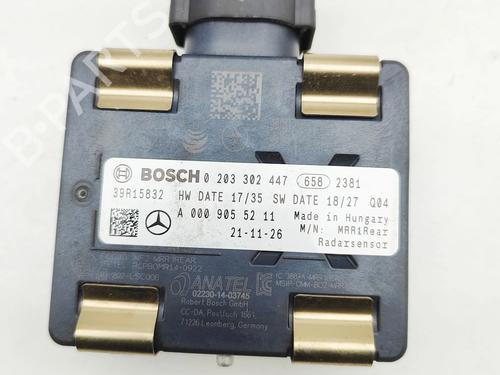 B-PARTS
BOSCH 0 203 302 447 658 2381
39R15832 HW DATE 17/35 SW DATE 18/27 Q04
A 000 905 52 11 Made in Hungary
21-11-26 M/N: MRR1Rear
Radarsensor
ANATEL
02230-14-03745
Robert Bosch GmbH
CC-DA, Postfach 1661,
71226 Leonberg, Germany